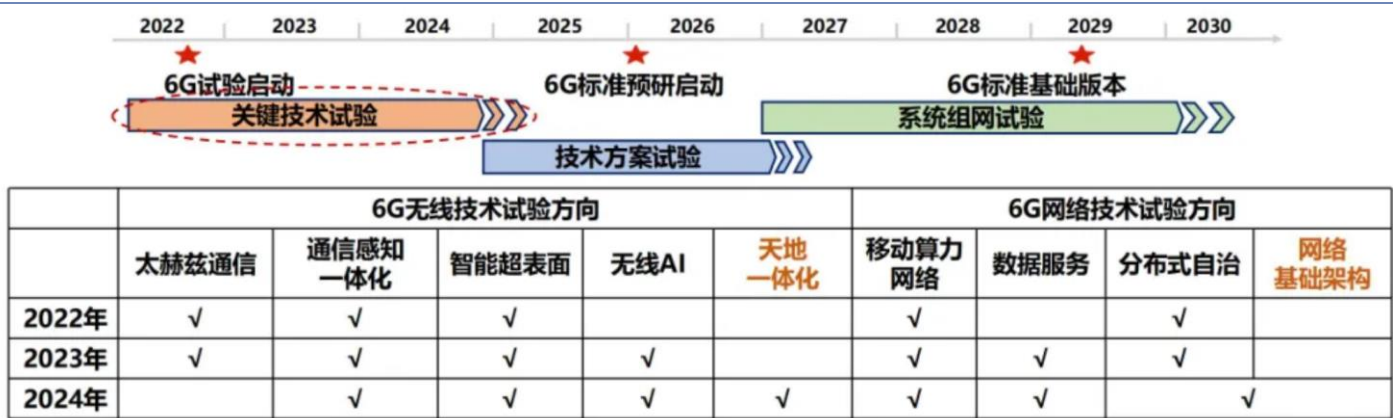 2022 2023 2024 2025 2026 2027 2028 2029 2030
6G试验启动 6G标准预研启动 6G标准基础版本
关键技术试验 系统组网试验
技术方案试验
6G无线技术试验方向 6G网络技术试验方向
太赫兹通信 通信感知一体化 智能超表面 无线AI 天地一体化 移动算力网络 数据服务 分布式自治 网络基础架构
2022年 √ √ √ √ √
2023年 √ √ √ √ √ √ √
2024年 √ √ √ √ √ √ √